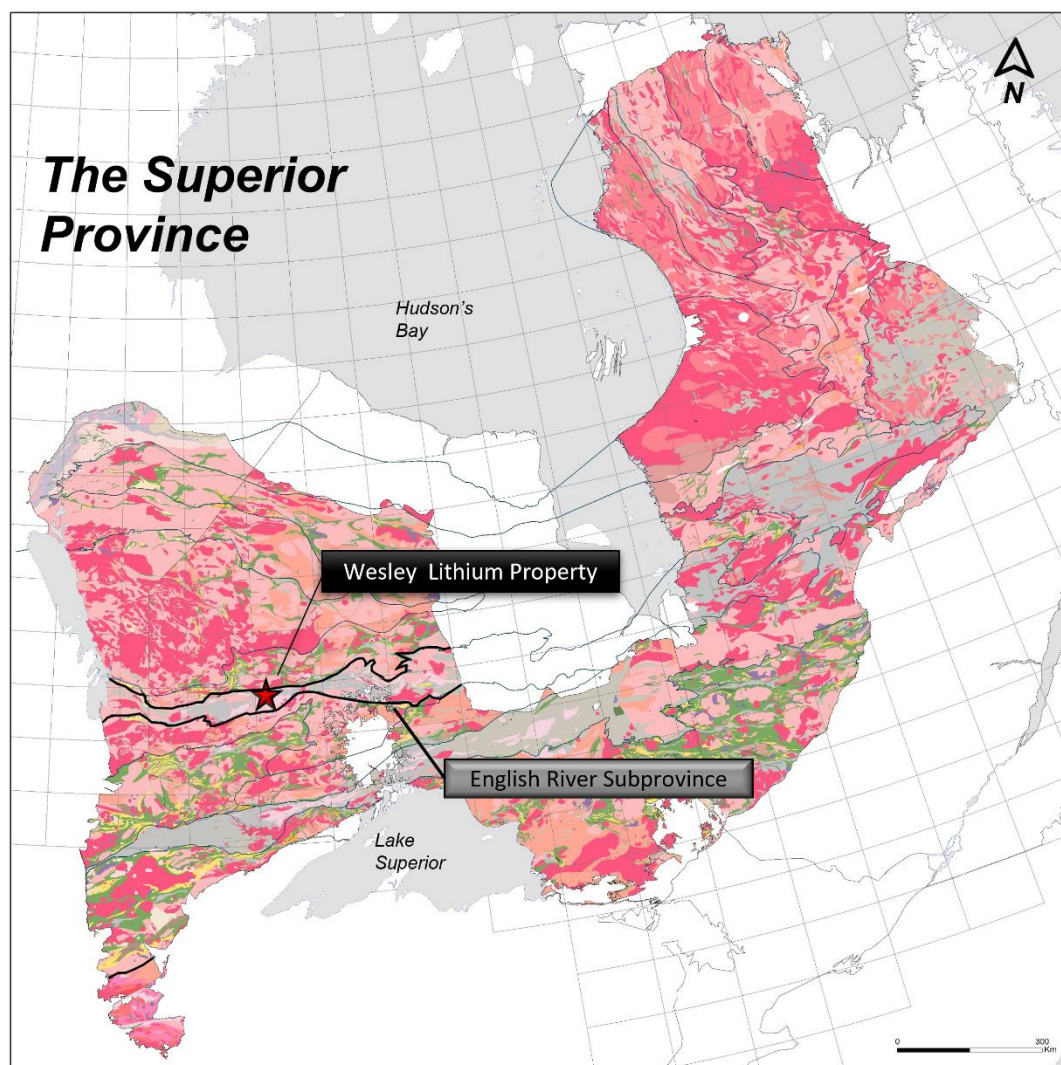 The Superior
Province
N
Hudson's
Bay
Wesley Lithium Property
English River Subprovince
Lake
Superior
0 300
Km